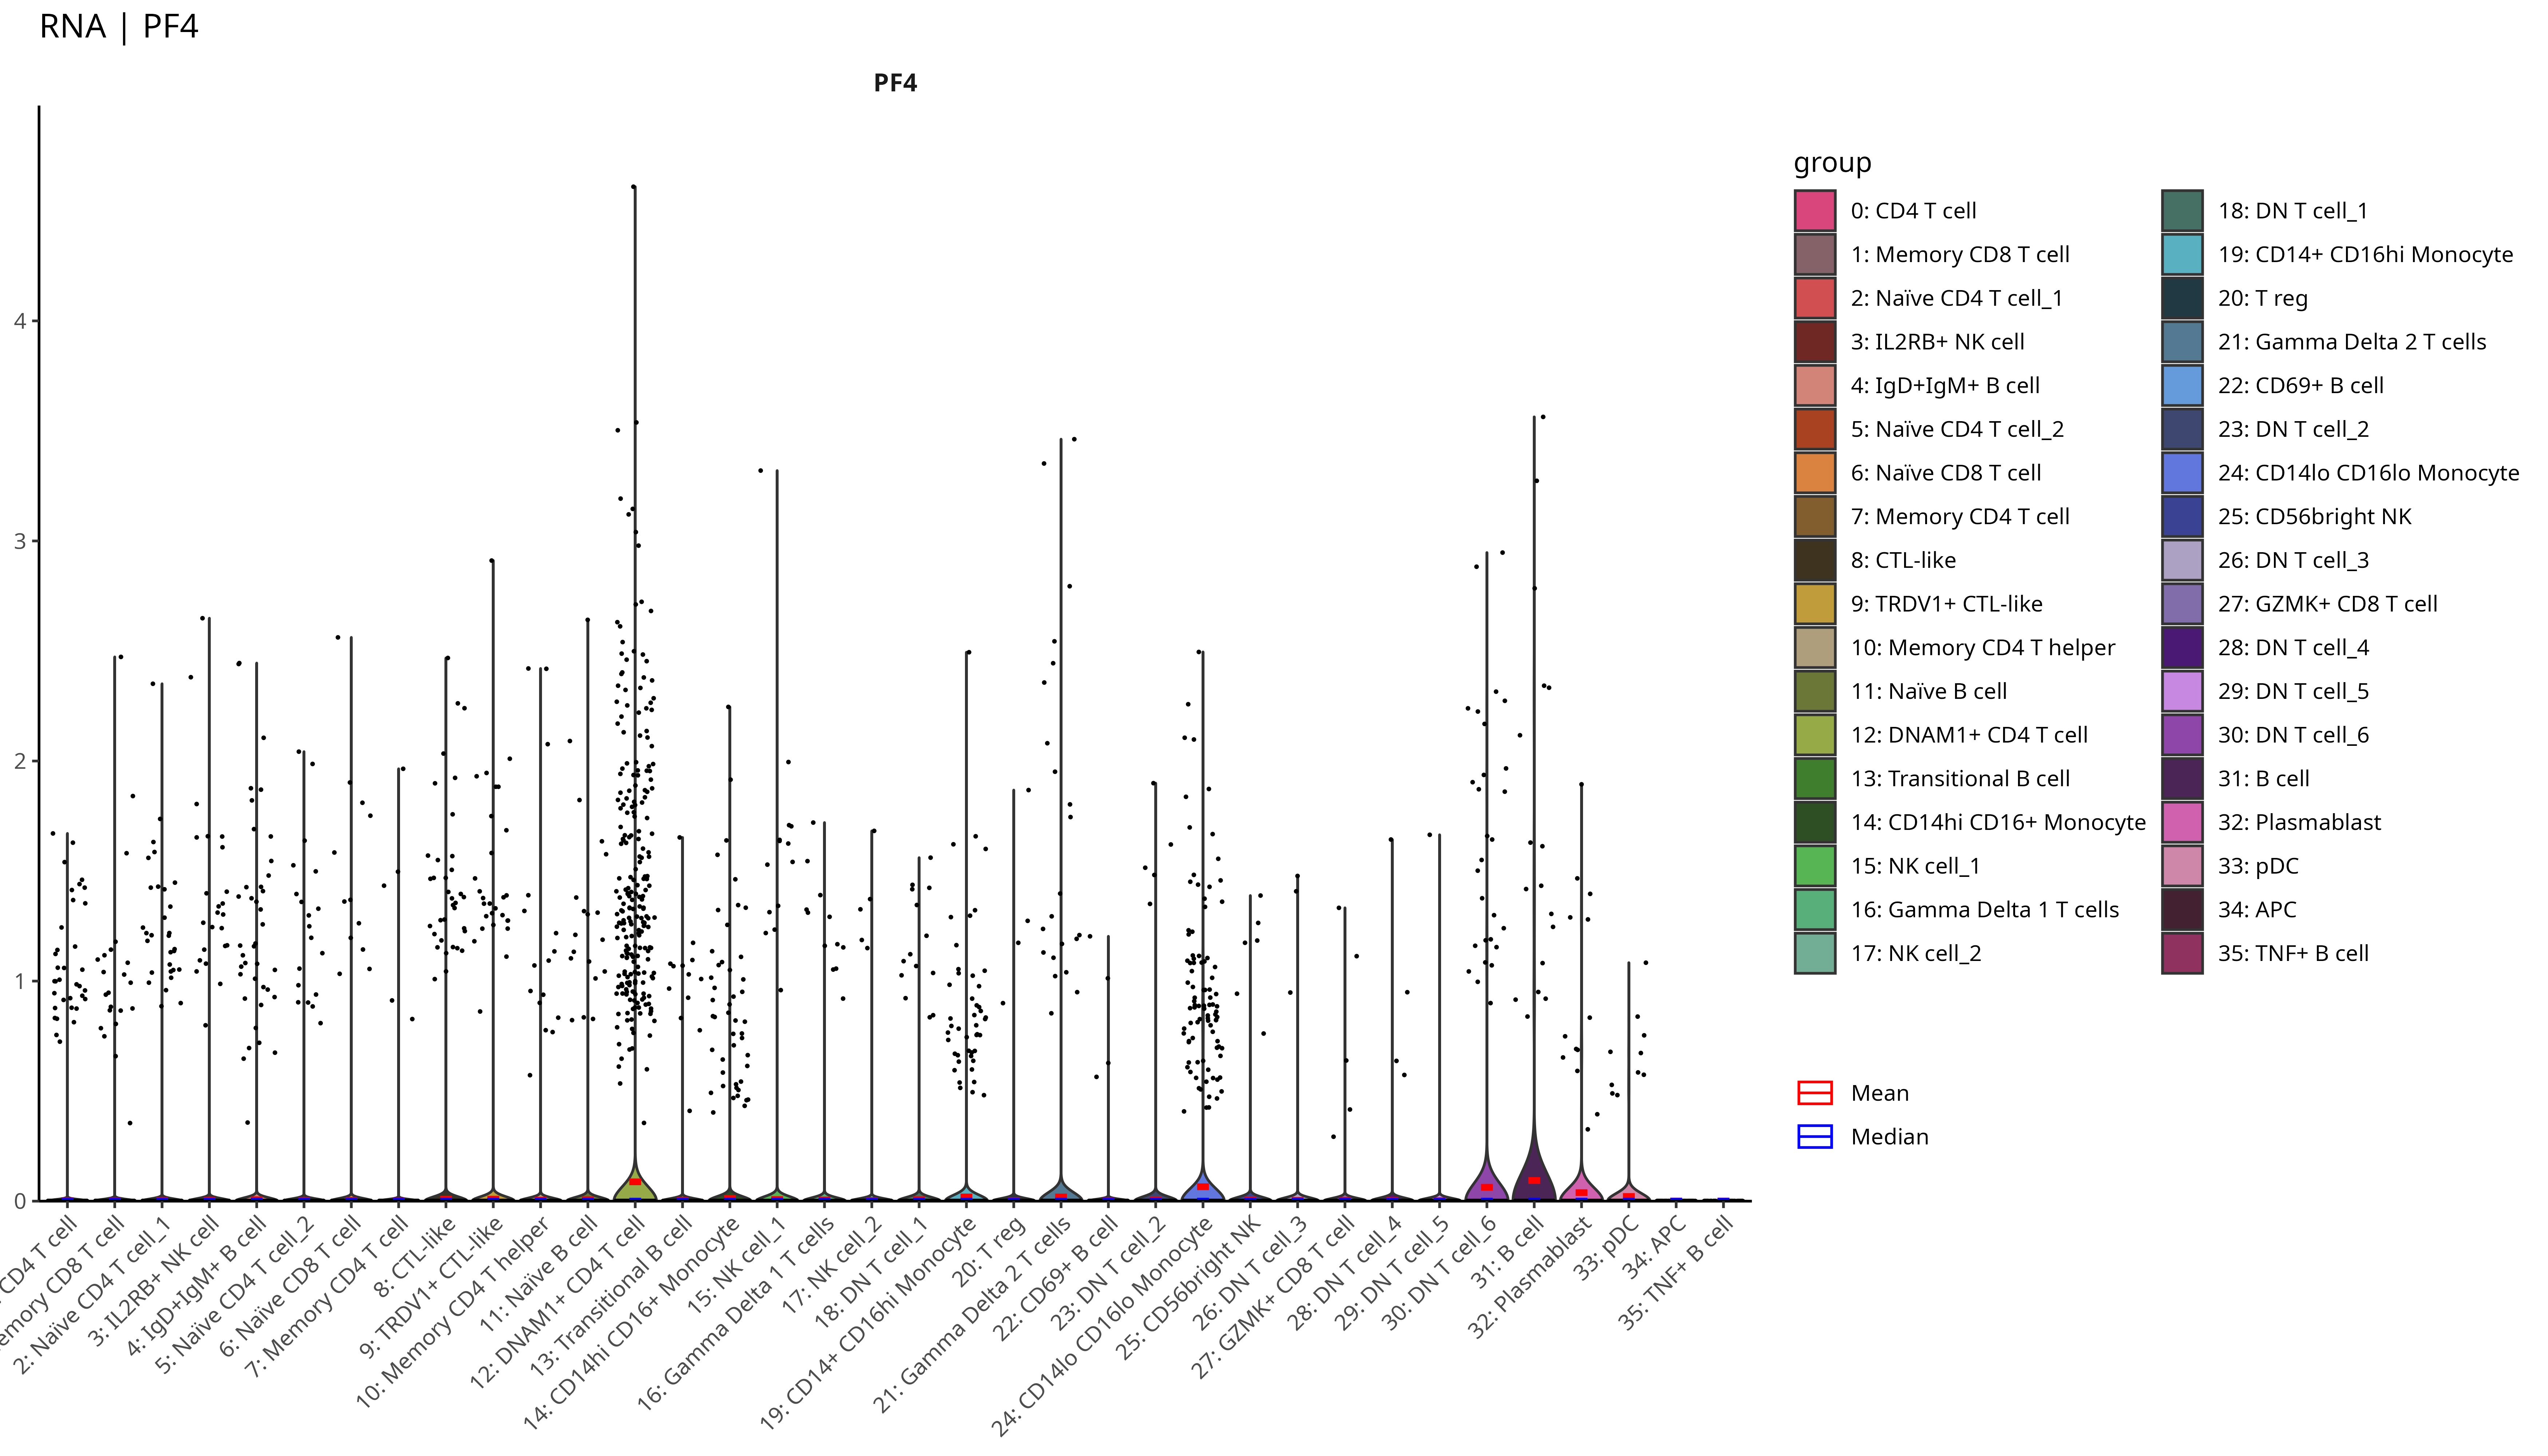 RNA | PF4
PF4
4
3
2
1
0
CD4 T cell
Memory CD8 T cell
2: Naïve CD4 T cell_1
3: IL2RB+ NK cell
4: IgD+IgM+ B cell
5: Naïve CD4 T cell_2
6: Naïve CD8 T cell
7: Memory CD4 T cell
8: CTL-like
9: TRDV1+ CTL-like
10: Memory CD4 T helper
11: Naïve B cell
12: DNAM1+ CD4 T cell
13: Transitional B cell
14: CD14hi CD16+ Monocyte
15: NK cell_1
16: Gamma Delta 1 T cells
17: NK cell_2
18: DN T cell_1
19: CD14+ CD16hi Monocyte
20: T reg
21: Gamma Delta 2 T cells
22: CD69+ B cell
23: DN T cell_2
24: CD14lo CD16lo Monocyte
25: CD56bright NK
26: DN T cell_3
27: GZMK+ CD8 T cell
28: DN T cell_4
29: DN T cell_5
30: DN T cell_6
31: B cell
32: Plasmablast
33: pDC
34: APC
35: TNF+ B cell
group
0: CD4 T cell
1: Memory CD8 T cell
2: Naïve CD4 T cell_1
3: IL2RB+ NK cell
4: IgD+IgM+ B cell
5: Naïve CD4 T cell_2
6: Naïve CD8 T cell
7: Memory CD4 T cell
8: CTL-like
9: TRDV1+ CTL-like
10: Memory CD4 T helper
11: Naïve B cell
12: DNAM1+ CD4 T cell
13: Transitional B cell
14: CD14hi CD16+ Monocyte
15: NK cell_1
16: Gamma Delta 1 T cells
17: NK cell_2
18: DN T cell_1
19: CD14+ CD16hi Monocyte
20: T reg
21: Gamma Delta 2 T cells
22: CD69+ B cell
23: DN T cell_2
24: CD14lo CD16lo Monocyte
25: CD56bright NK
26: DN T cell_3
27: GZMK+ CD8 T cell
28: DN T cell_4
29: DN T cell_5
30: DN T cell_6
31: B cell
32: Plasmablast
33: pDC
34: APC
35: TNF+ B cell
Mean
Median